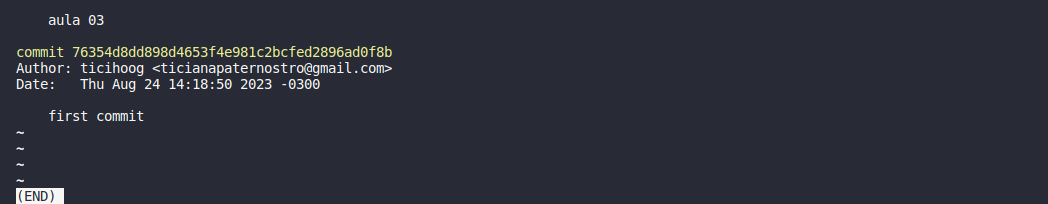 aula 03
commit 76354d8dd898d4653f4e981c2bcfed2896ad0f8b
Author: ticihoog <ticianapaternostro@gmail.com>
Date:   Thu Aug 24 14:18:50 2023 -0300
first commit
~
~
~
~
(END)